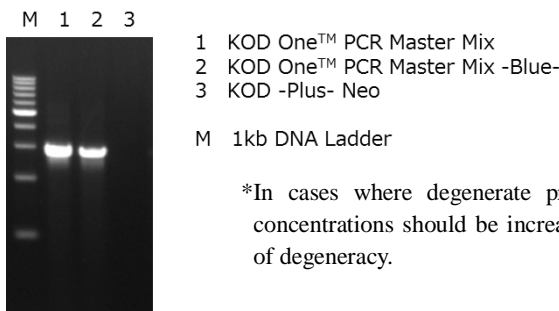 M 1 2 3
1 KOD One™ PCR Master Mix
2 KOD One™ PCR Master Mix -Blue-
3 KOD -Plus- Neo
M 1kb DNA Ladder
*In cases where degenerate
concentrations should be
of degeneracy.